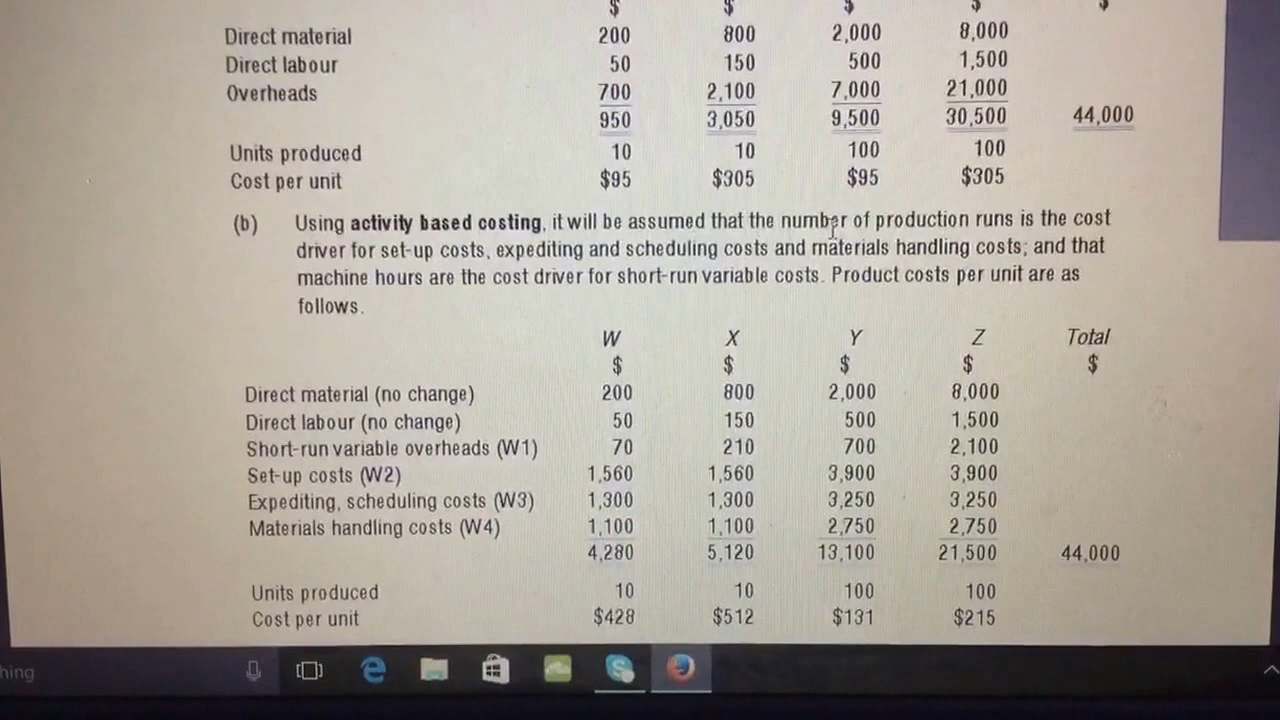 $ $ $ $ $
Direct material 200 800 2,000 8,000
Direct labour 50 150 500 1,500
Overheads 700 2,100 7,000 21,000
950 3,050 9,500 30,500 44,000
Units produced 10 10 100 100
Cost per unit $95 $305 $95 $305
(b) Using activity based costing, it will be assumed that the number of production runs is the cost
driver for set-up costs, expediting and scheduling costs and materials handling costs; and that
machine hours are the cost driver for short-run variable costs. Product costs per unit are as
follows.
W X Y Z Total
$ $ $ $ $
Direct material (no change) 200 800 2,000 8,000
Direct labour (no change) 50 150 500 1,500
Short-run variable overheads (W1) 70 210 700 2,100
Set-up costs (W2) 1,560 1,560 3,900 3,900
Expediting, scheduling costs (W3) 1,300 1,300 3,250 3,250
Materials handling costs (W4) 1,100 1,100 2,750 2,750
4,280 5,120 13,100 21,500 44,000
Units produced 10 10 100 100
Cost per unit $428 $512 $131 $215
hing